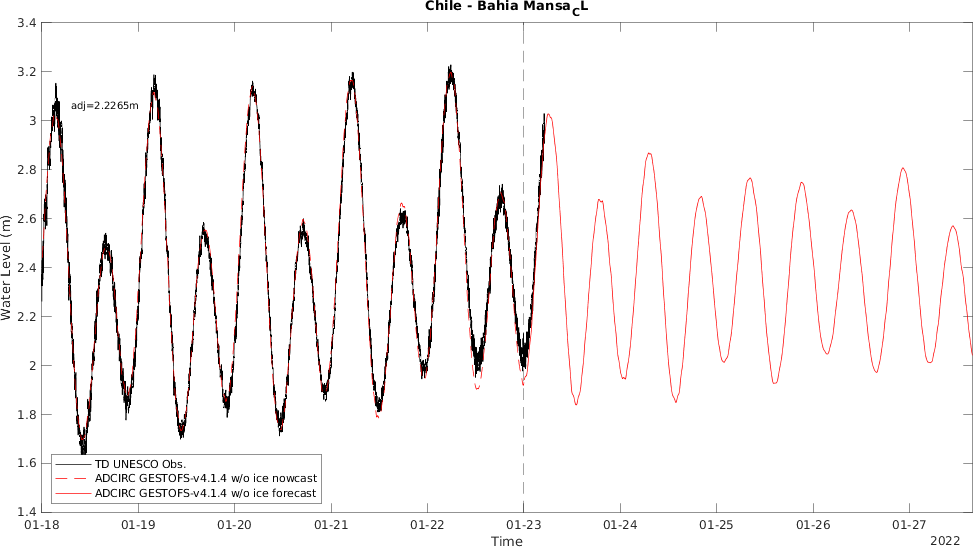 Chile - Bahia Mansa_CL
adj=2.2265m
Water Level (m)
3.4
3.2
3
2.8
2.6
2.4
2.2
2
1.8
1.6
1.4
TD UNESCO Obs.
ADCIRC GESTOFS-v4.1.4 w/o ice nowcast
ADCIRC GESTOFS-v4.1.4 w/o ice forecast
01-18 01-19 01-20 01-21 01-22 01-23 01-24 01-25 01-26 01-27
Time
2022